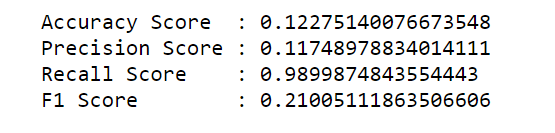 Accuracy Score  : 0.12275140076673548
Precision Score : 0.11748978834014111
Recall Score    : 0.9899874843554443
F1 Score        : 0.21005111863506606